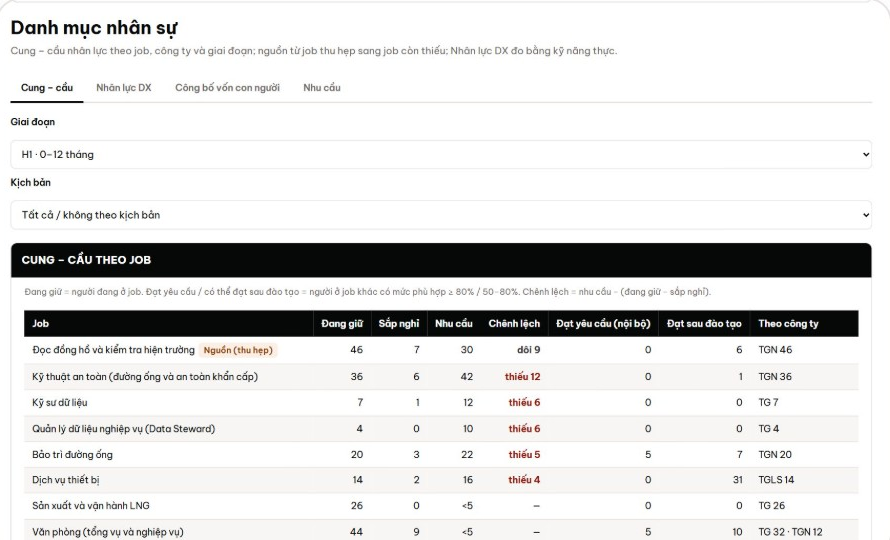 Danh mục nhân sự
Cung – cầu nhân lực theo job, công ty và giai đoạn; nguồn từ job thu hẹp sang job còn thiếu; Nhân lực DX đo bằng kỹ năng thực.
Cung – cầu Nhân lực DX Công bố vốn con người Nhu cầu
Giai đoạn
H1 · 0–12 tháng
Kịch bản
Tất cả / không theo kịch bản
CUNG – CẦU THEO JOB
Đang giữ = người đang ở job. Đạt yêu cầu / có thể đạt sau đào tạo = người ở job khác có mức phù hợp ≥ 80% / 50–80%. Chênh lệch = nhu cầu – (đang giữ – sắp nghỉ).
Job Đang giữ Sắp nghỉ Nhu cầu Chênh lệch Đạt yêu cầu (nội bộ) Đạt sau đào tạo Theo công ty
Đọc đồng hồ và kiểm tra hiện trường Nguồn (thu hẹp) 46 7 30 dôi 9 0 6 TGN 46
Kỹ thuật an toàn (đường ống và an toàn khẩn cấp) 36 6 42 thiếu 12 0 1 TGN 36
Kỹ sư dữ liệu 7 1 12 thiếu 6 0 0 TG 7
Quản lý dữ liệu nghiệp vụ (Data Steward) 4 0 10 thiếu 6 0 0 TG 4
Bảo trì đường ống 20 3 22 thiếu 5 5 7 TGN 20
Dịch vụ thiết bị 14 2 16 thiếu 4 0 31 TGLS 14
Sản xuất và vận hành LNG 26 0 <5 – 0 0 TG 26
Văn phòng (tổng vụ và nghiệp vụ) 44 9 <5 – 5 10 TG 32 · TGN 12